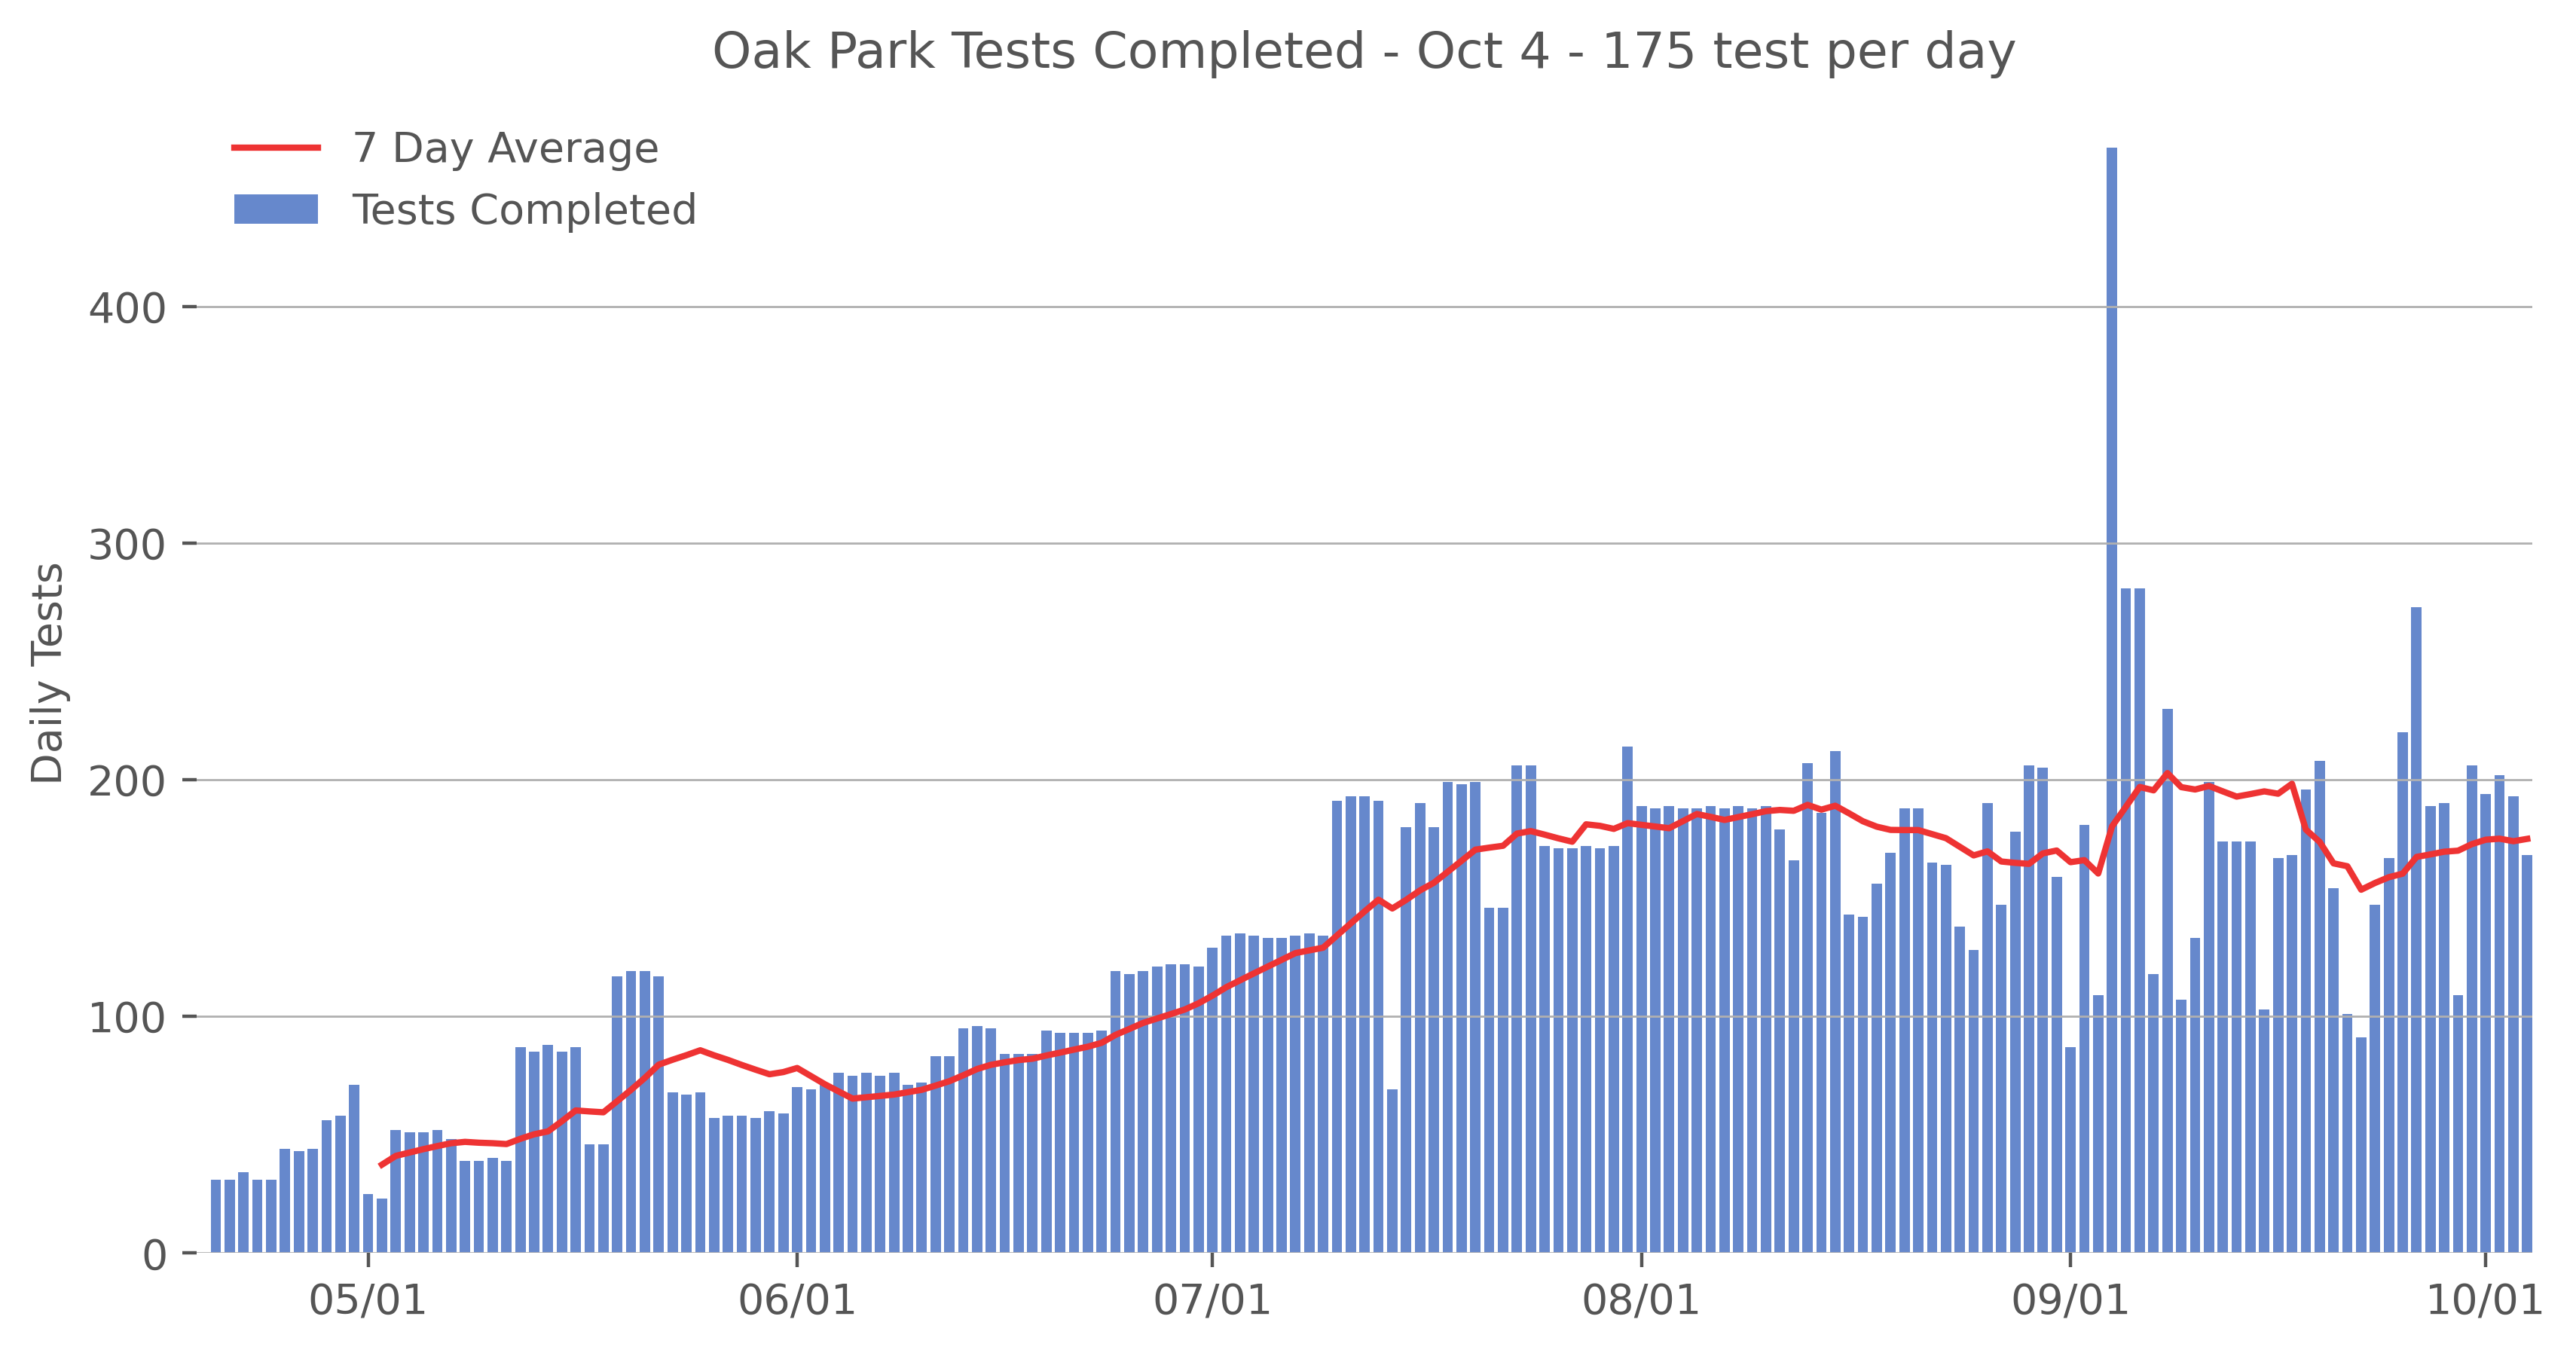 Oak Park Tests Completed - Oct 4 - 175 test per day
7 Day Average
Tests Completed
Daily Tests
400
300
200
100
0
05/01
06/01
07/01
08/01
09/01
10/01